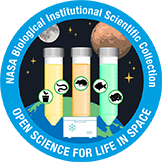 NASA Biological Institutional Scientific Collection
OPEN SCIENCE FOR LIFE IN SPACE